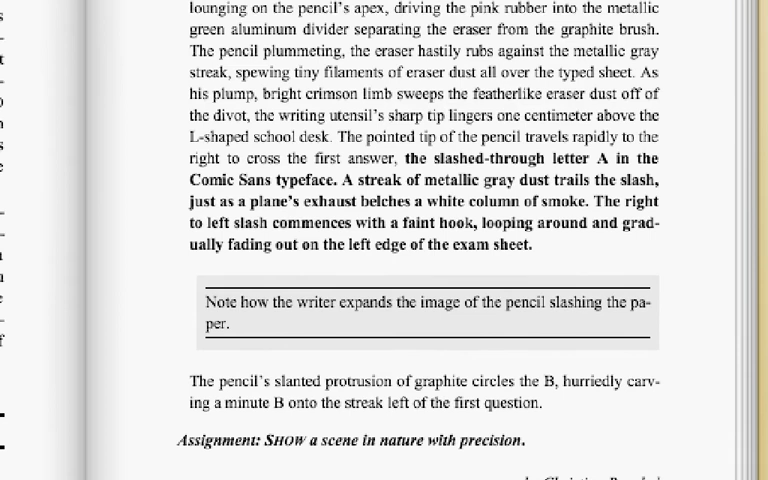 lounging on the pencil's apex, driving the pink rubber into the metallic
green aluminum divider separating the eraser from the graphite brush.
The pencil plummeting, the eraser hastily rubs against the metallic gray
streak, spewing tiny filaments of eraser dust all over the typed sheet. As
his plump, bright crimson limb sweeps the featherlike eraser dust off of
the divot, the writing utensil's sharp tip lingers one centimeter above the
L-shaped school desk. The pointed tip of the pencil travels rapidly to the
right to cross the first answer, the slashed-through letter A in the
Comic Sans typeface. A streak of metallic gray dust trails the slash,
just as a plane's exhaust belches a white column of smoke. The right
to left slash commences with a faint hook, looping around and grad-
ually fading out on the left edge of the exam sheet.
Note how the writer expands the image of the pencil slashing the pa-
per.
The pencil's slanted protrusion of graphite circles the B, hurriedly carv-
ing a minute B onto the streak left of the first question.
Assignment: SHOW a scene in nature with precision.